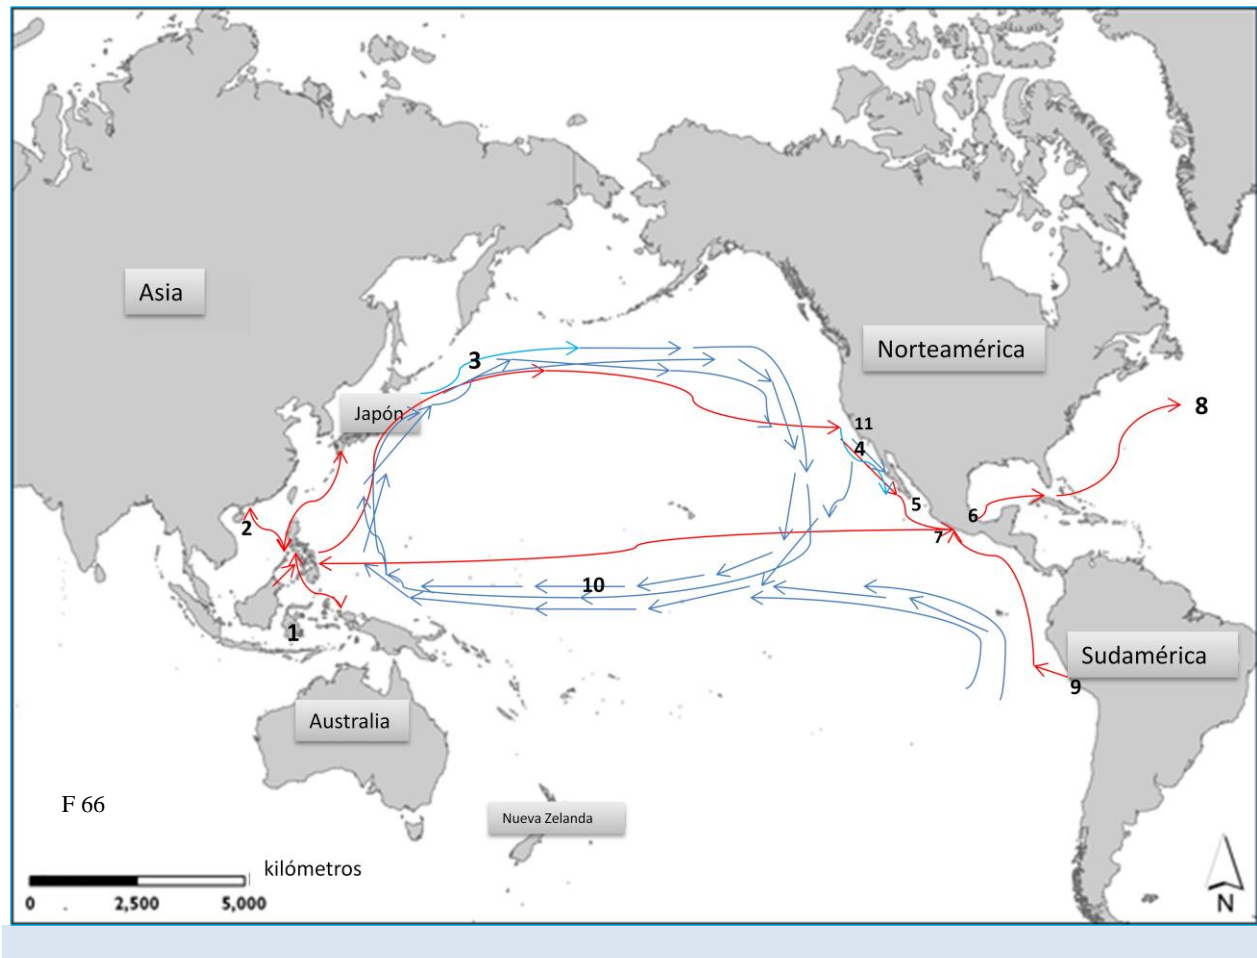 Asia
Norteamérica
3
Japón
8
11
4
5
2
6
7
10
1
Sudamérica
9
Australia
F 66
Nueva Zelanda
kilómetros
0
2,500
5,000
N